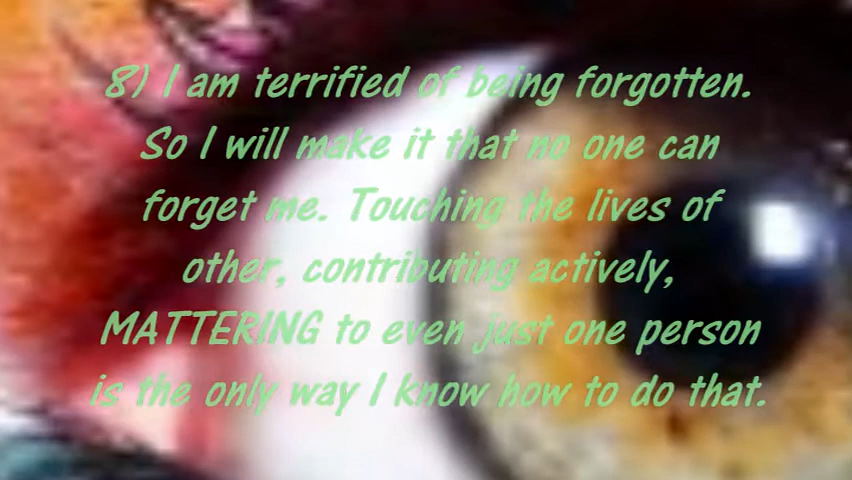 8) I am terrified of being forgotten.
So I will make it that no one can
forget me. Touching the lives of
other, contributing actively,
MATTERING to even just one person
is the only way I know how to do that.